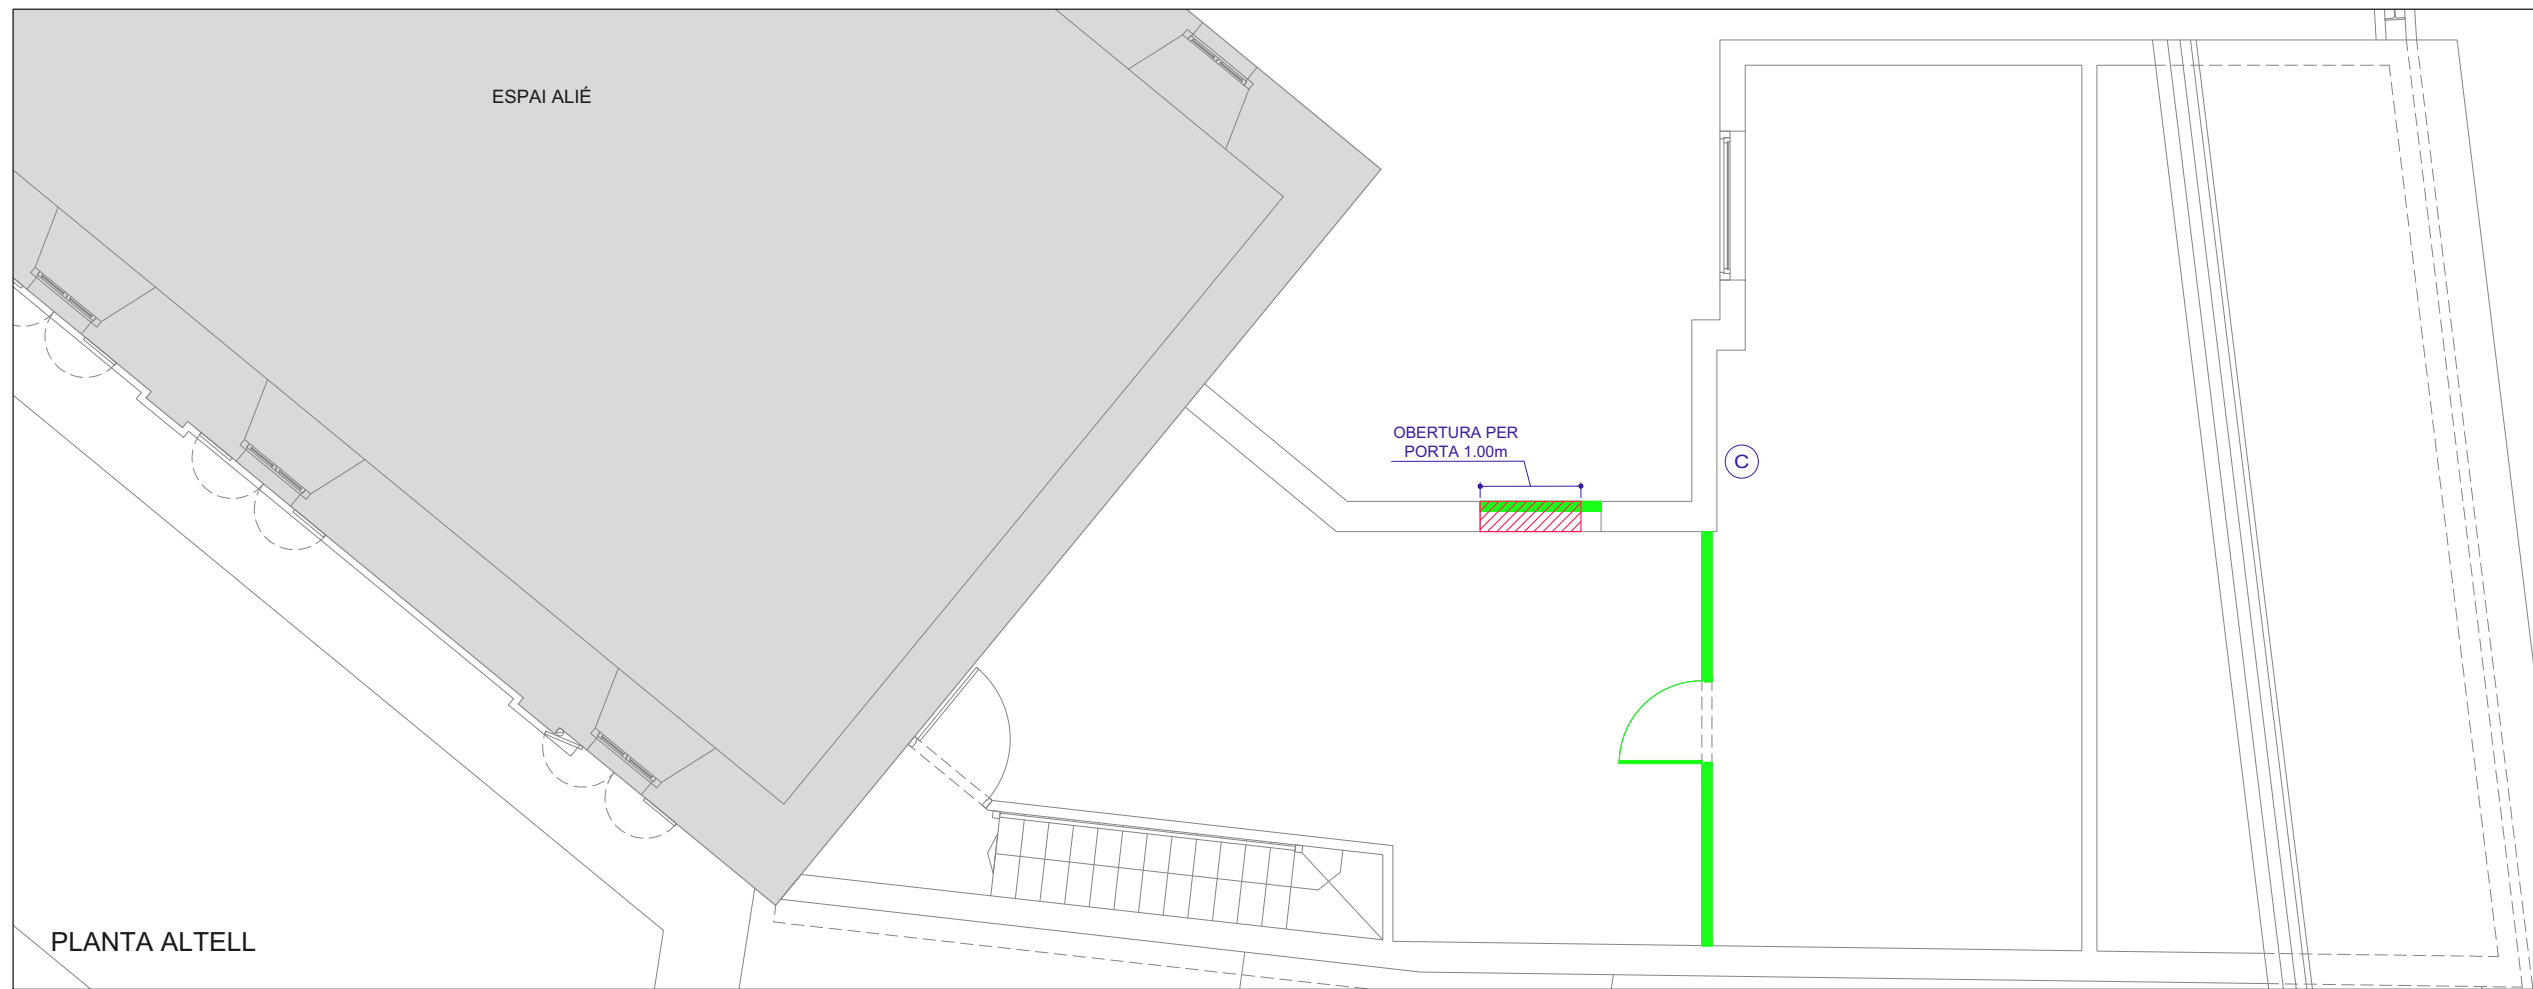 ESPAI ALIÉ
OBERTURA PER
PORTA 1.00m
C
PLANTA ALTELL